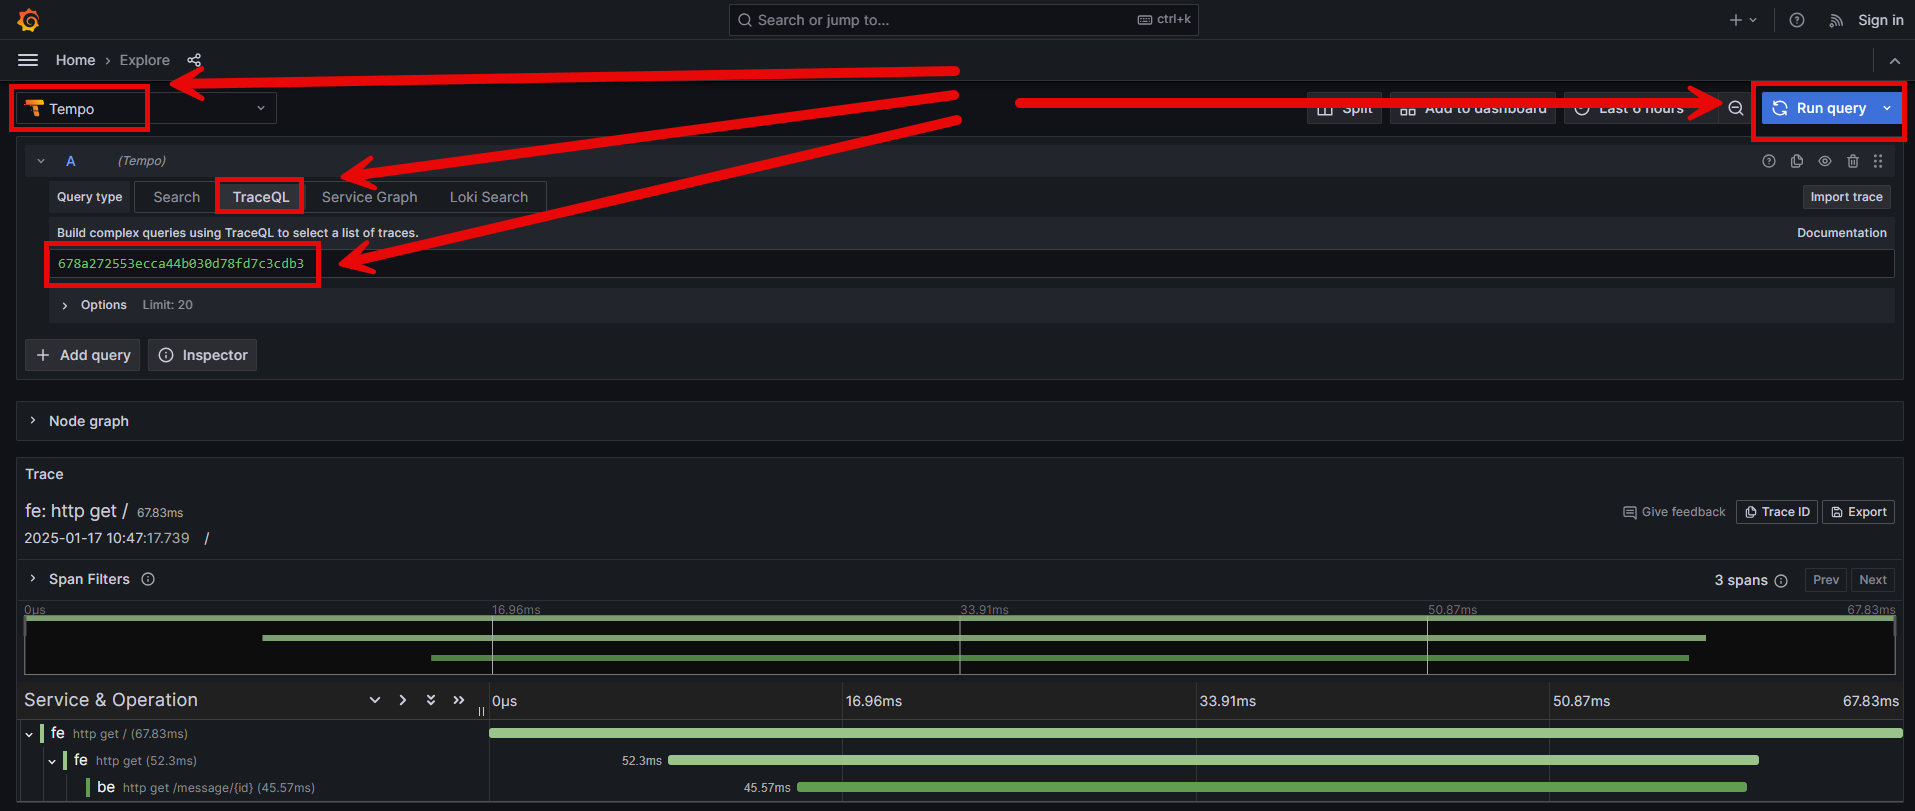 Search or jump to... ctrl+k Sign in
Home › Explore
Tempo Split Add to dashboard Last 6 hours Run query
A (Tempo)
Query type Search TraceQL Service Graph Loki Search Import trace
Build complex queries using TraceQL to select a list of traces. Documentation
678a272553ecca44b030d78fd7c3cdb3
Options Limit: 20
+ Add query Inspector
Node graph
Trace
fe: http get / 67.83ms Give feedback Trace ID Export
2025-01-17 10:47:17.739 /
Span Filters 3 spans Prev Next
0μs 16.96ms 33.91ms 50.87ms 67.83ms
Service & Operation 0μs 16.96ms 33.91ms 50.87ms 67.83ms
fe http get / (67.83ms)
fe http get (52.3ms) 52.3ms
be http get /message/{id} (45.57ms) 45.57ms